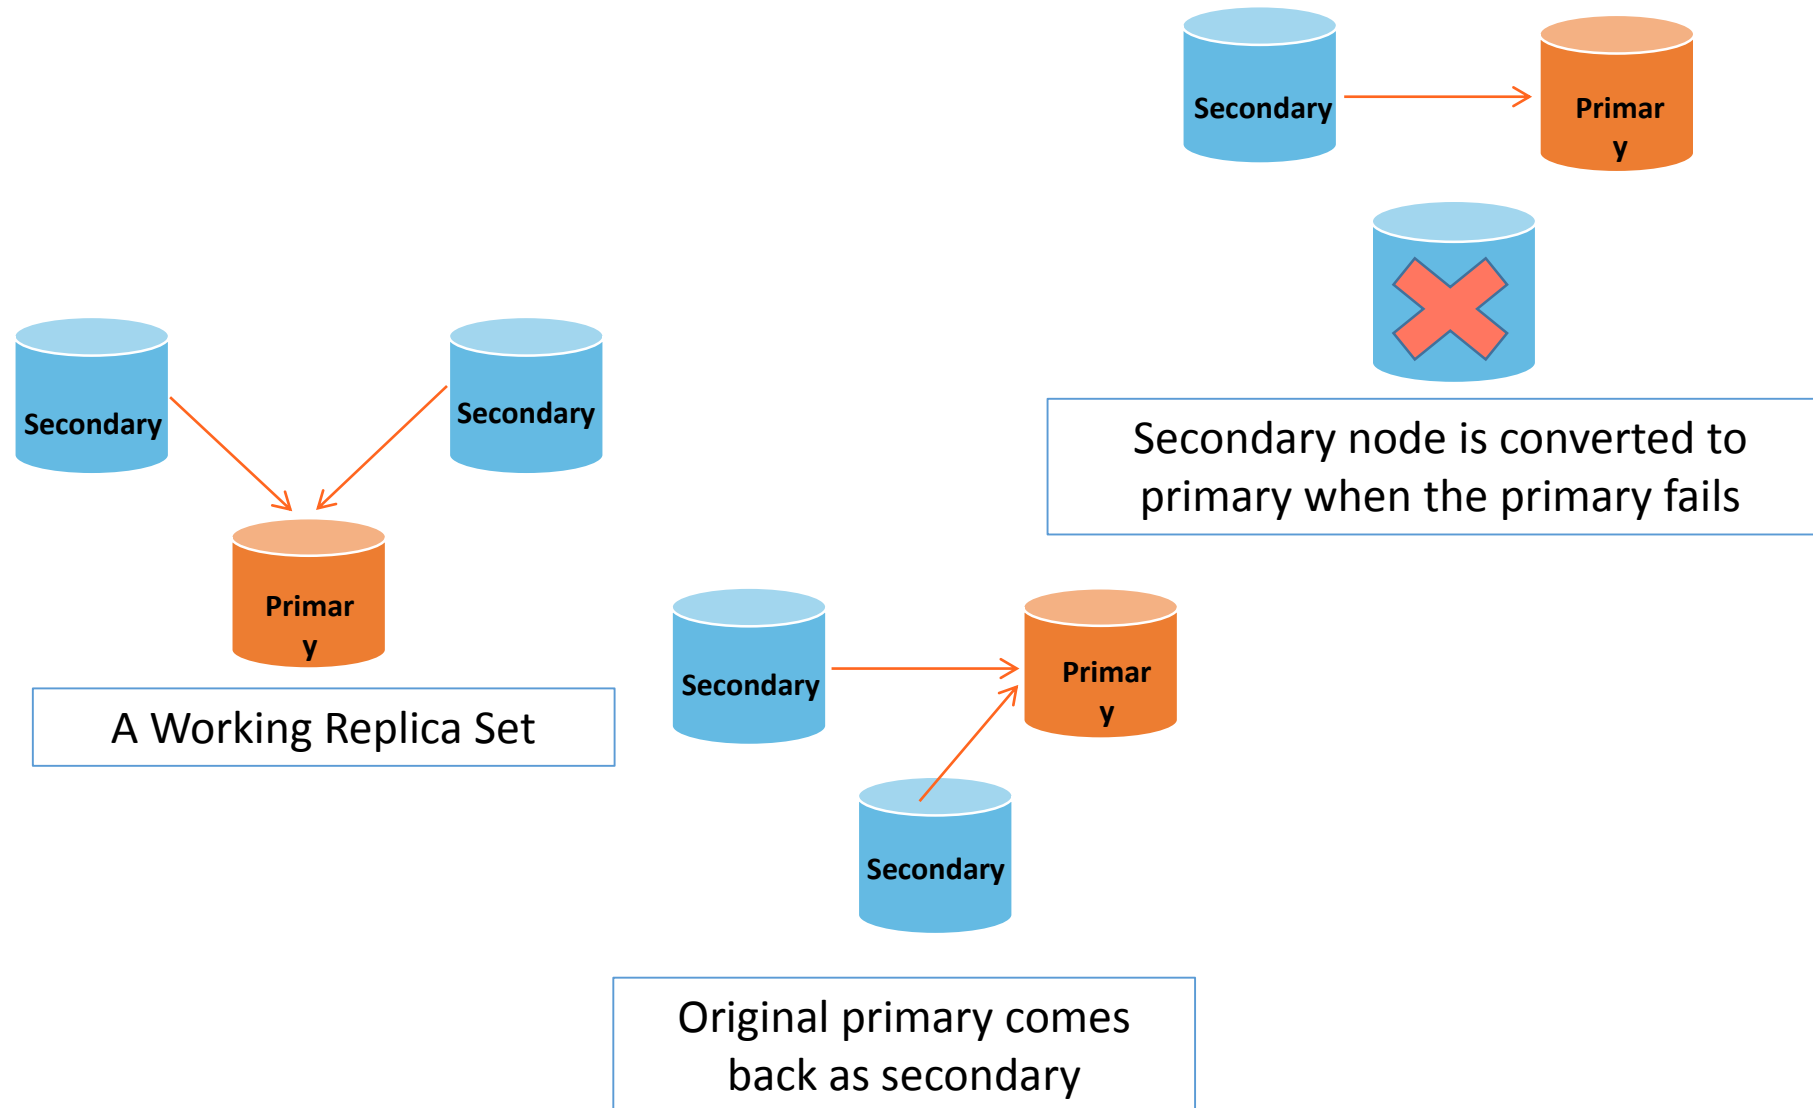 Secondary
Primar
y
Secondary node is converted to
primary when the primary fails
Secondary
Secondary
Primar
y
A Working Replica Set
Secondary
Primar
y
Secondary
Original primary comes
back as secondary